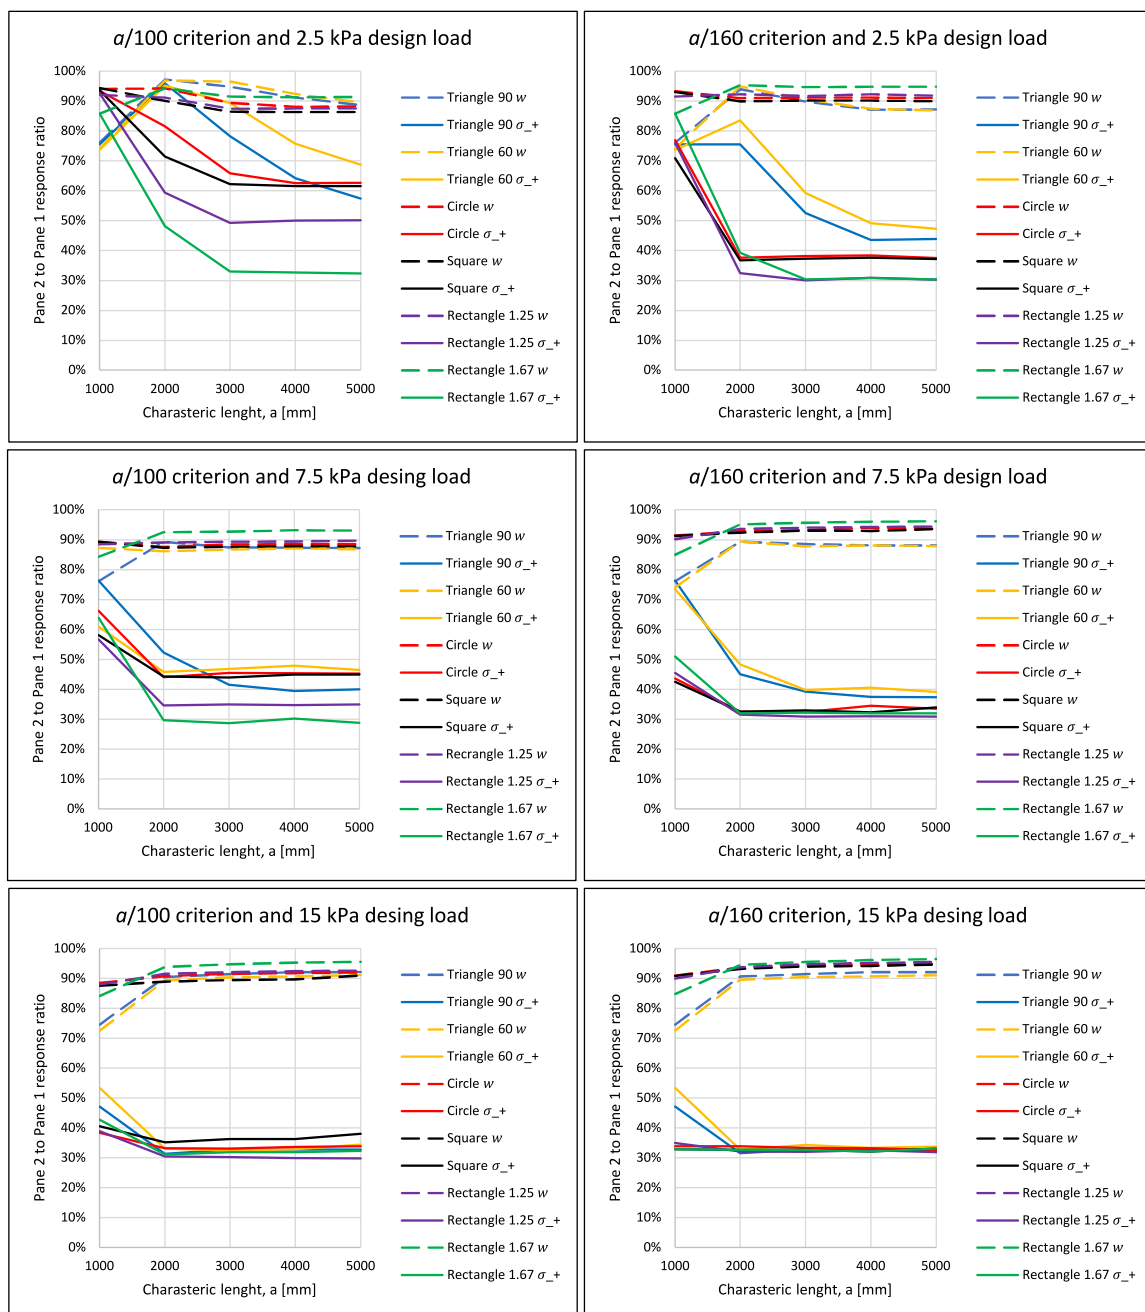 a/100 criterion and 2.5 kPa design load
Pane 2 to Pane 1 response ratio
100%
90%
80%
70%
60%
50%
40%
30%
20%
10%
0%
1000 2000 3000 4000 5000
Charasteric lenght, a [mm]
Triangle 90 w
Triangle 90 σ_+
Triangle 60 w
Triangle 60 σ_+
Circle w
Circle σ_+
Square w
Square σ_+
Rectangle 1.25 w
Rectangle 1.25 σ_+
Rectangle 1.67 w
Rectangle 1.67 σ_+
a/160 criterion and 2.5 kPa design load
Pane 2 to Pane 1 response ratio
100%
90%
80%
70%
60%
50%
40%
30%
20%
10%
0%
1000 2000 3000 4000 5000
Charasteric lenght, a [mm]
Triangle 90 w
Triangle 90 σ_+
Triangle 60 w
Triangle 60 σ_+
Circle w
Circle σ_+
Square w
Square σ_+
Rectangle 1.25 w
Rectangle 1.25 σ_+
Rectangle 1.67 w
Rectangle 1.67 σ_+
a/100 criterion and 7.5 kPa desing load
Pane 2 to Pane 1 response ratio
100%
90%
80%
70%
60%
50%
40%
30%
20%
10%
0%
1000 2000 3000 4000 5000
Charasteric lenght, a [mm]
Triangle 90 w
Triangle 90 σ_+
Triangle 60 w
Triangle 60 σ_+
Circle w
Circle σ_+
Square w
Square σ_+
Recrangle 1.25 w
Rectangle 1.25 σ_+
Rectangle 1.67 w
Rectangle 1.67 σ_+
a/160 criterion and 7.5 kPa design load
Pane 2 to Pane 1 response ratio
100%
90%
80%
70%
60%
50%
40%
30%
20%
10%
0%
1000 2000 3000 4000 5000
Charasteric lenght, a [mm]
Triangle 90 w
Triangle 90 σ_+
Triangle 60 w
Triangle 60 σ_+
Circle w
Circle σ_+
Square w
Square σ_+
Rectangle 1.25 w
Rectangle 1.25 σ_+
Rectangle 1.67 w
Rectangle 1.67 σ_+
a/100 criterion and 15 kPa desing load
Pane 2 to Pane 1 response ratio
100%
90%
80%
70%
60%
50%
40%
30%
20%
10%
0%
1000 2000 3000 4000 5000
Charasteric lenght, a [mm]
Triangle 90 w
Triangle 90 σ_+
Triangle 60 w
Triangle 60 σ_+
Circle w
Circle σ_+
Square w
Square σ_+
Rectangle 1.25 w
Rectangle 1.25 σ_+
Rectangle 1.67 w
Rectangle 1.67 σ_+
a/160 criterion, 15 kPa desing load
Pane 2 to Pane 1 response ratio
100%
90%
80%
70%
60%
50%
40%
30%
20%
10%
0%
1000 2000 3000 4000 5000
Charasteric lenght, a [mm]
Triangle 90 w
Triangle 90 σ_+
Triangle 60 w
Triangle 60 σ_+
Circle w
Circle σ_+
Square w
Square σ_+
Rectangle 1.25 w
Rectangle 1.25 σ_+
Rectangle 1.67 w
Rectangle 1.67 σ_+